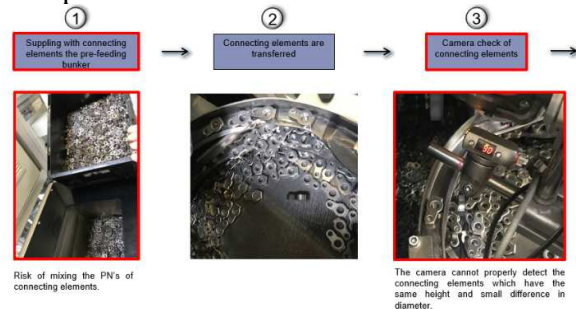 1
2
3
Suppling with connecting
elements the pre-feeding
bunker
Connecting elements are
transferred
Camera check of
connecting elements
Risk of mixing the PN's of
connecting elements.
The camera cannot properly detect the
connecting elements which have the
same height and small difference in
diameter.